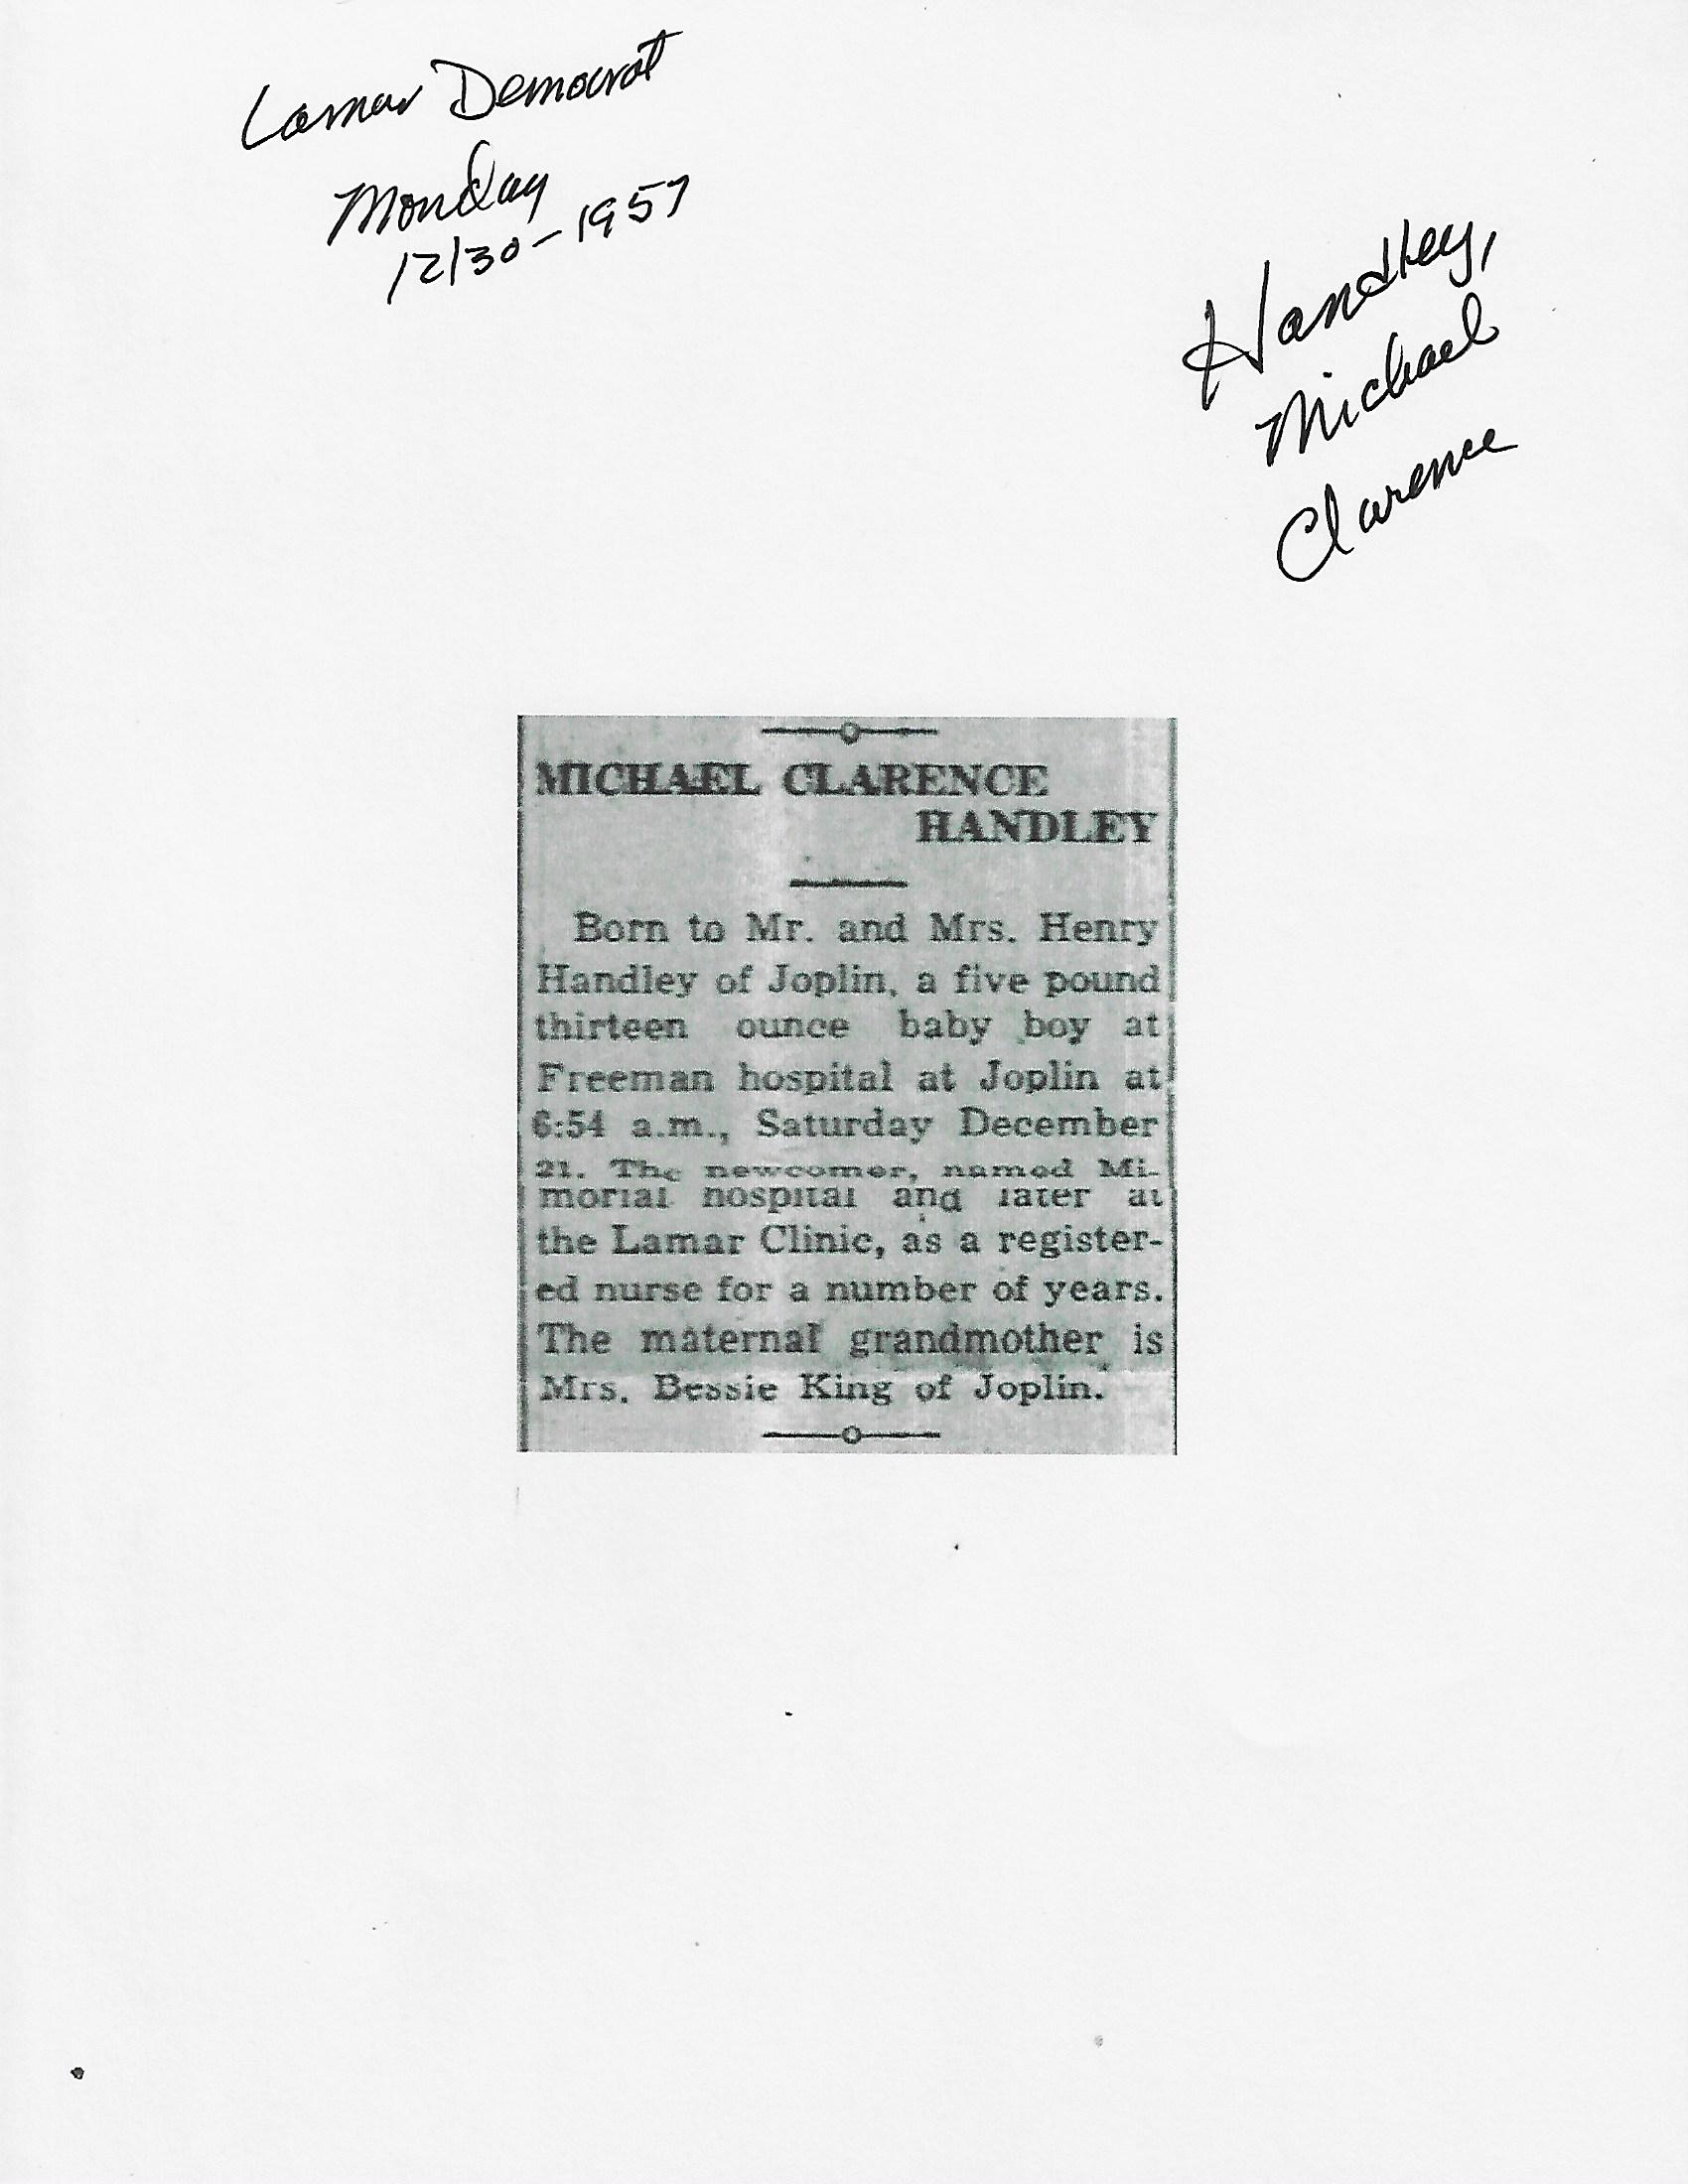 Lamar Democrat
Monday
12/30-1957
Handley,
Michael
Clarence
MICHAEL CLARENCE
HANDLEY
Born to Mr. and Mrs. Henry
Handley of Joplin, a five pound
thirteen ounce baby boy at
Freeman hospital at Joplin at
6:54 a.m., Saturday December
21. The newcomer, named Mi-
morial hospital and later at
the Lamar Clinic, as a register-
ed nurse for a number of years.
The maternal grandmother is
Mrs. Bessie King of Joplin.